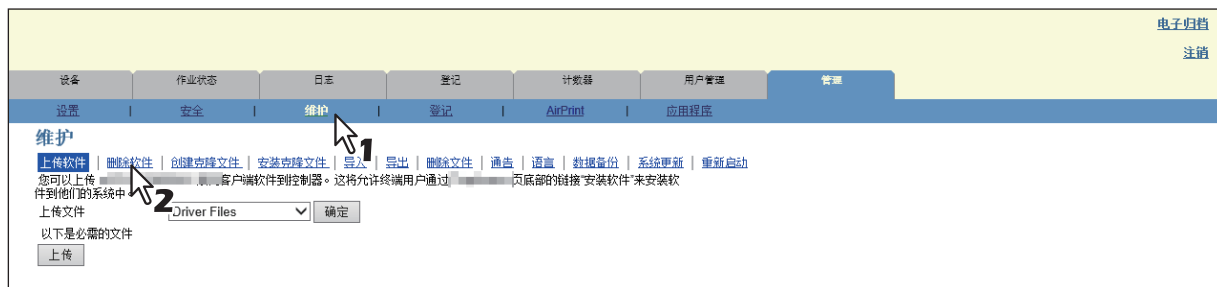 电子归档
注销
设备 作业状态 日志 登记 计数器 用户管理 管理
设置 | 安全 | 维护 | 登记 | AirPrint | 应用程序
维护
1
上传软件 | 删除软件 | 创建克隆文件 | 安装克隆文件 | 导入 | 导出 | 删除文件 | 通告 | 语言 | 数据备份 | 系统更新 | 重新启动
您可以上传 客户端软件到控制器。这将允许终端用户通过 页底部的链接“安装软件”来安装软
件到他们的系统中。
2
上传文件 Driver Files 确定
以下是必需的文件
上传